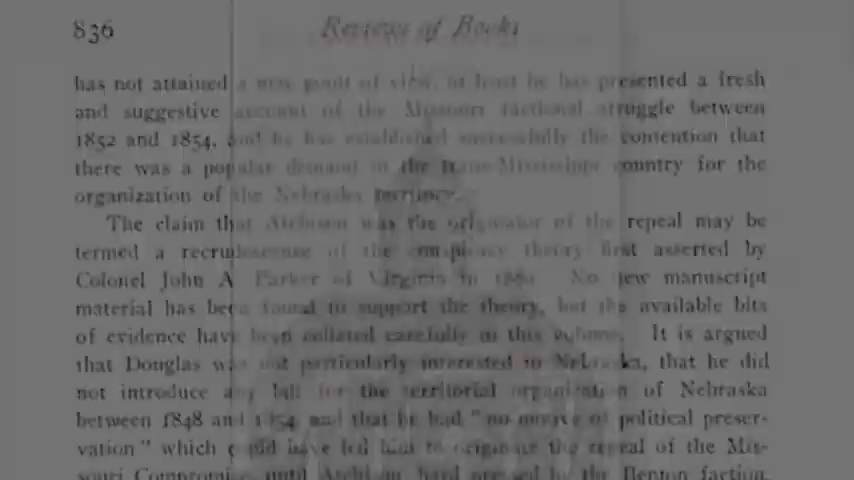 836 Reviews of Books
has not attained a new point of view, at least he has presented a fresh
and suggestive account of the Missouri factional struggle between
1852 and 1854, and he has established successfully the contention that
there was a popular demand in the trans-Mississippi country for the
organization of the Nebraska territory.
The claim that Atchison was the originator of the repeal may be
termed a recrudescence of the conspiracy theory first asserted by
Colonel John A Parker of Virginia in 1880. No new manuscript
material has been found to support the theory, but the available bits
of evidence have been collated carefully in this volume. It is argued
that Douglas was not particularly interested in Nebraska, that he did
not introduce any bill for the territorial organization of Nebraska
between 1848 and 1854, and that he had "no motive of political preser-
vation" which could have led him to originate the repeal of the Mis-
souri Compromise until Atchison, hard pressed by the Benton faction,